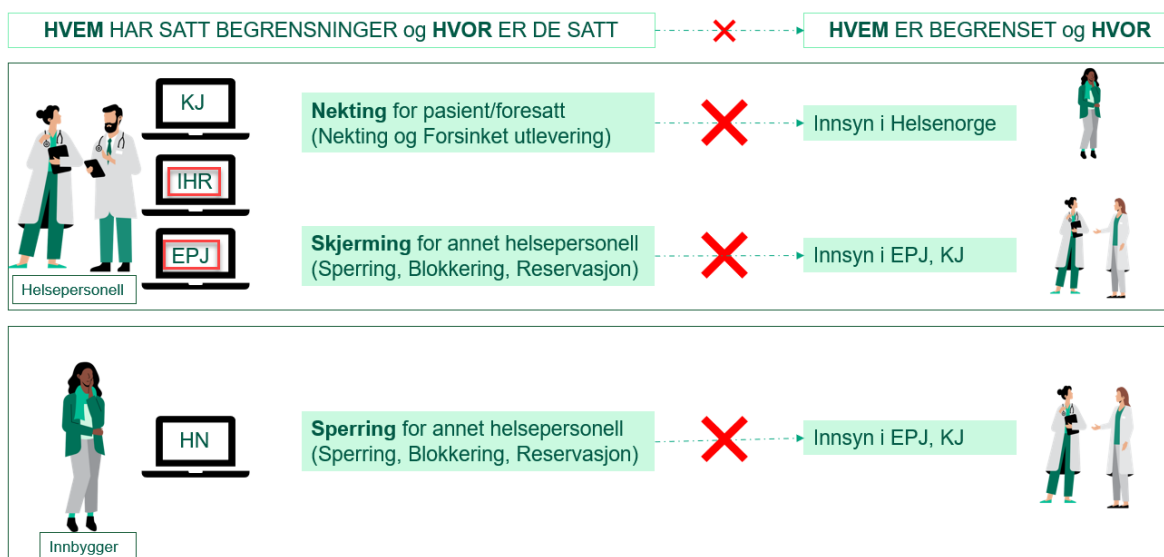 HVEM HAR SATT BEGRENSNINGER og HVOR ER DE SATT
HVEM ER BEGRENSET og HVOR
KJ
IHR
EPJ
Helsepersonell
Nekting for pasient/foresatt
(Nekting og Forsinket utlevering)
Innsyn i Helsenorge
Skjerming for annet helsepersonell
(Sperring, Blokkering, Reservasjon)
Innsyn i EPJ, KJ
HN
Innbygger
Sperring for annet helsepersonell
(Sperring, Blokkering, Reservasjon)
Innsyn i EPJ, KJ